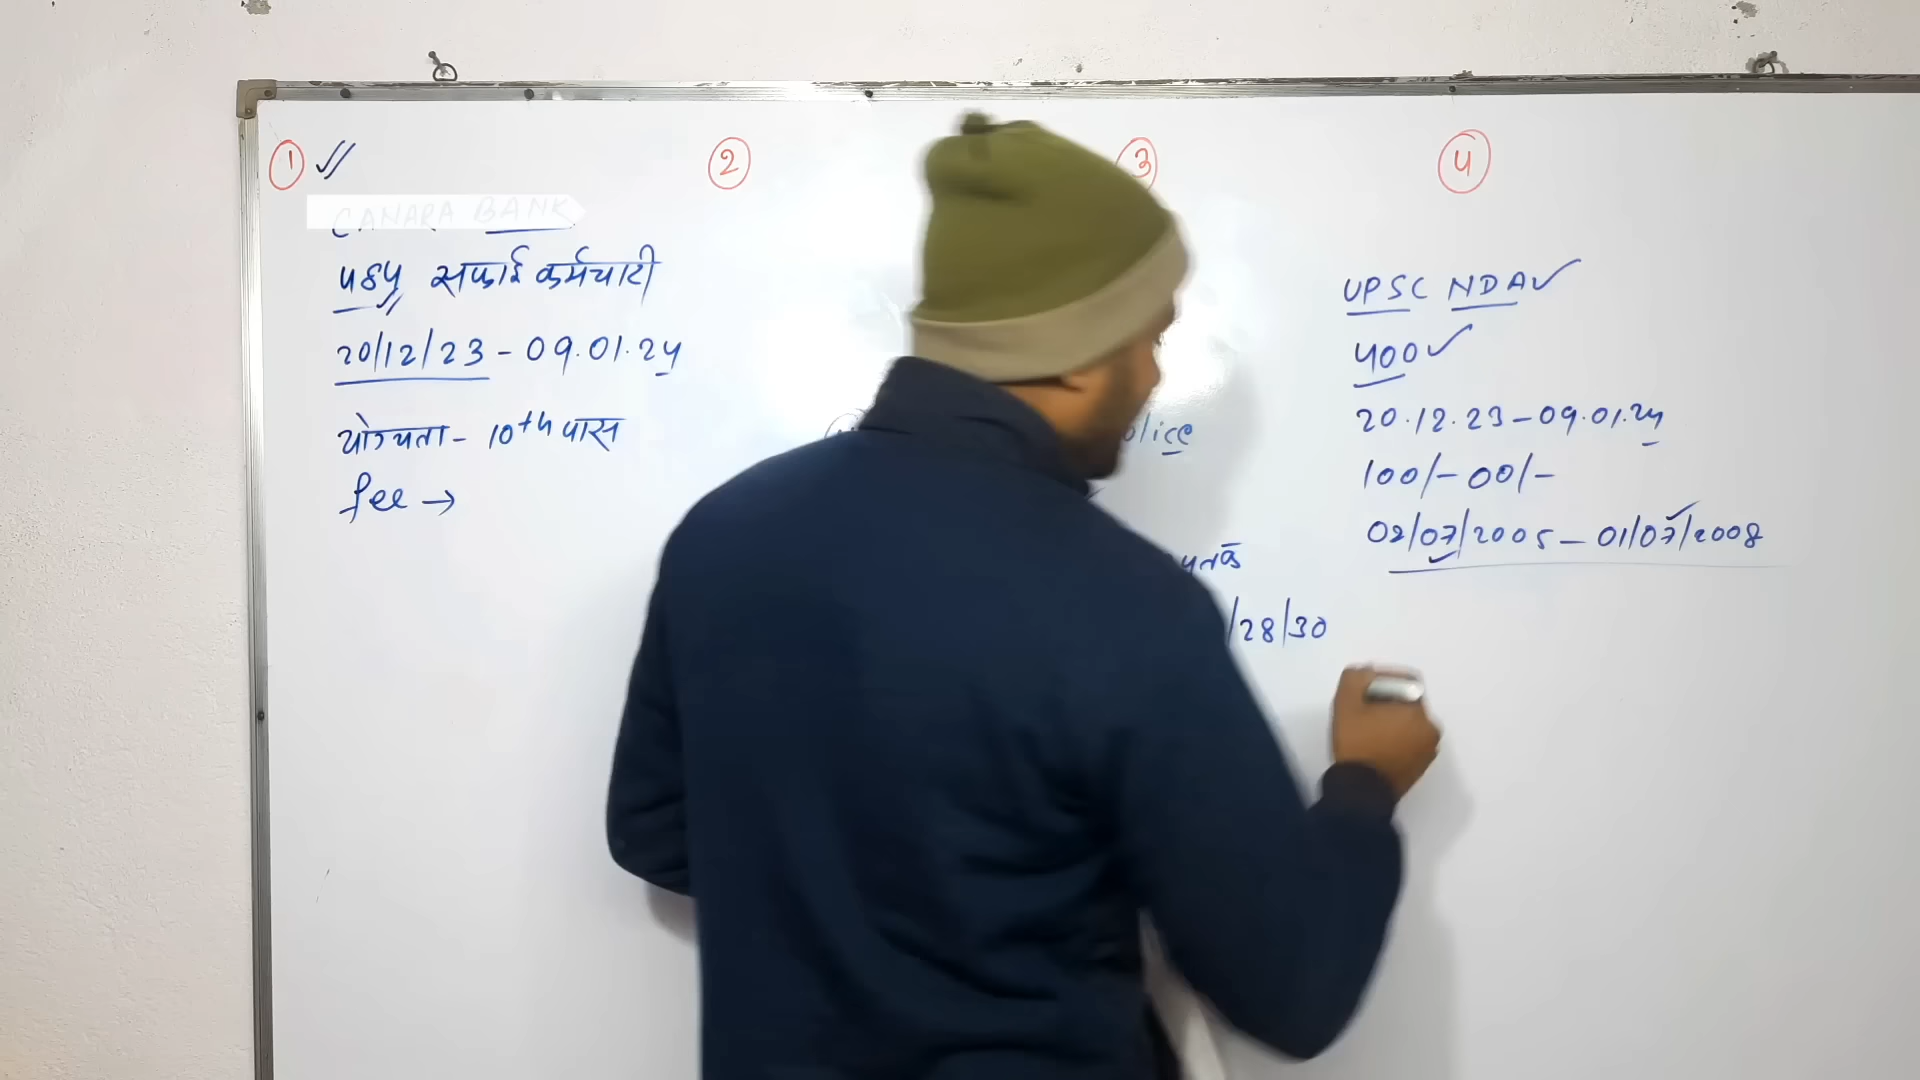 1
CANARA BANK
484 सफाई कर्मचारी
20/12/23 - 09.01.24
योग्यता - 10th पास
fee →
2
3
olice
/28/30
4
UPSC NDA
400
20.12.23 - 09.01.24
100/- 00/-
02/07/2005 - 01/07/2008